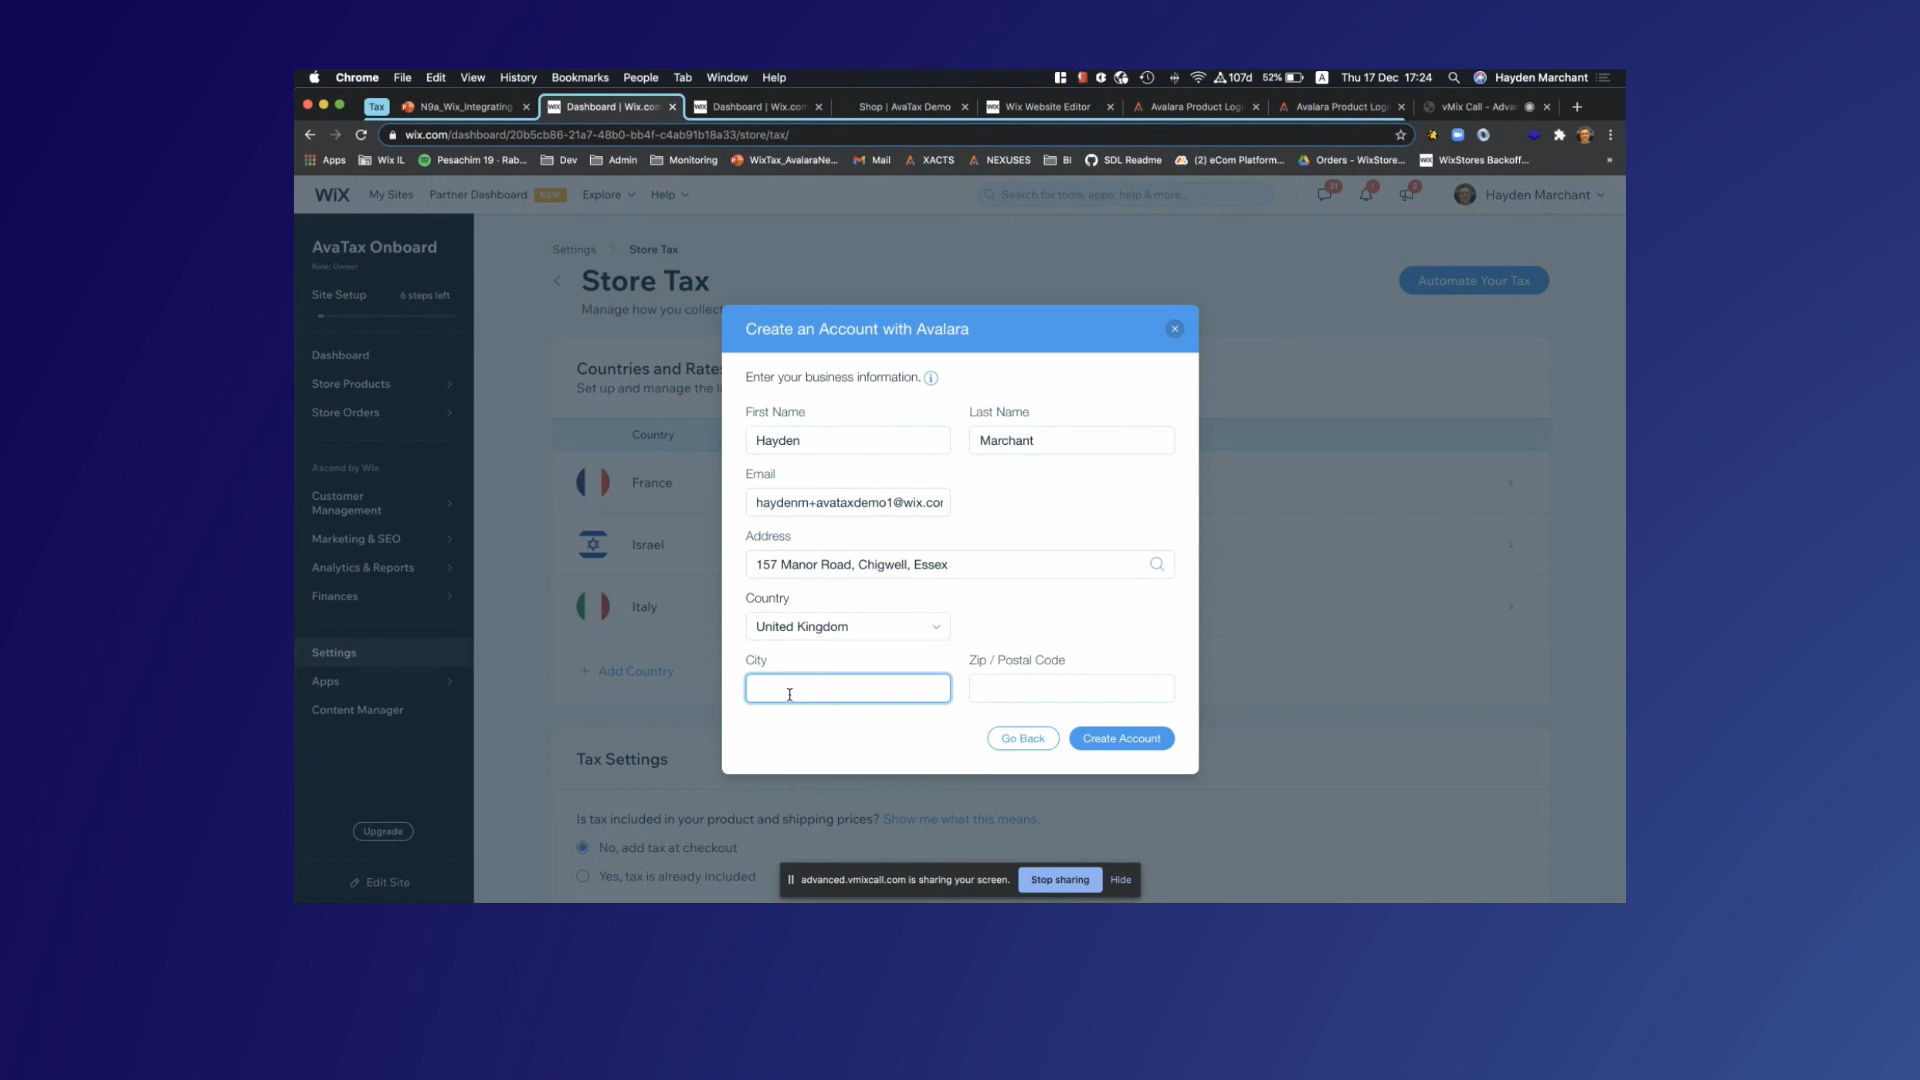 Chrome File Edit View History Bookmarks People Tab Window Help 107d 52% A Thu 17 Dec 17:24 Hayden Marchant
Tax N9a_Wix_Integrating Dashboard | Wix.com Dashboard | Wix.com Shop | AvaTax Demo Wix Website Editor Avalara Product Logi Avalara Product Logi vMix Call - Advan
wix.com/dashboard/20b5cb86-21a7-48b0-bb4f-c4ab91b18a33/store/tax/
Apps Wix IL Pesachim 19 - Rab... Dev Admin Monitoring WixTax_AvalaraNe... Mail XACTS NEXUSES BI SDL Readme (2) eCom Platform... Orders - WixStore... WixStores Backoff... »
WiX My Sites Partner Dashboard NEW Explore Help Search for tools, apps, help & more... Hayden Marchant
AvaTax Onboard
Role: Owner
Site Setup 6 steps left
Dashboard
Store Products
Store Orders
Ascend by Wix
Customer
Management
Marketing & SEO
Analytics & Reports
Finances
Settings
Apps
Content Manager
Upgrade
Edit Site
Settings Store Tax
Store Tax
Automate Your Tax
Manage how you collect
Countries and Rates
Set up and manage the li
Country
France
Israel
Italy
+ Add Country
Tax Settings
Is tax included in your product and shipping prices? Show me what this means.
No, add tax at checkout
Yes, tax is already included
Create an Account with Avalara
Enter your business information.
First Name Last Name
Hayden Marchant
Email
haydenm+avataxdemo1@wix.cor
Address
157 Manor Road, Chigwell, Essex
Country
United Kingdom
City Zip / Postal Code
Go Back Create Account
advanced.vmixcall.com is sharing your screen. Stop sharing Hide